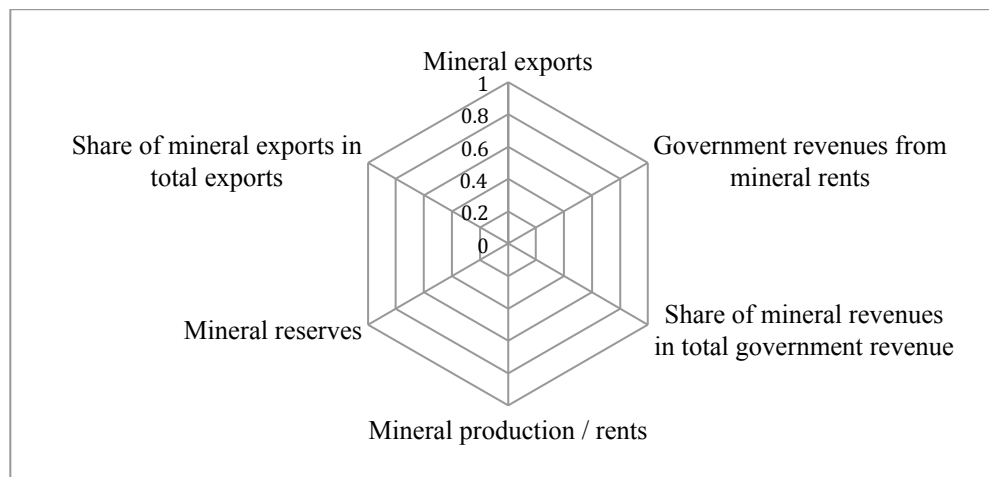 Mineral exports
1
0.8
0.6
0.4
0.2
0
Share of mineral exports in
total exports
Government revenues from
mineral rents
Mineral reserves
Share of mineral revenues
in total government revenue
Mineral production / rents